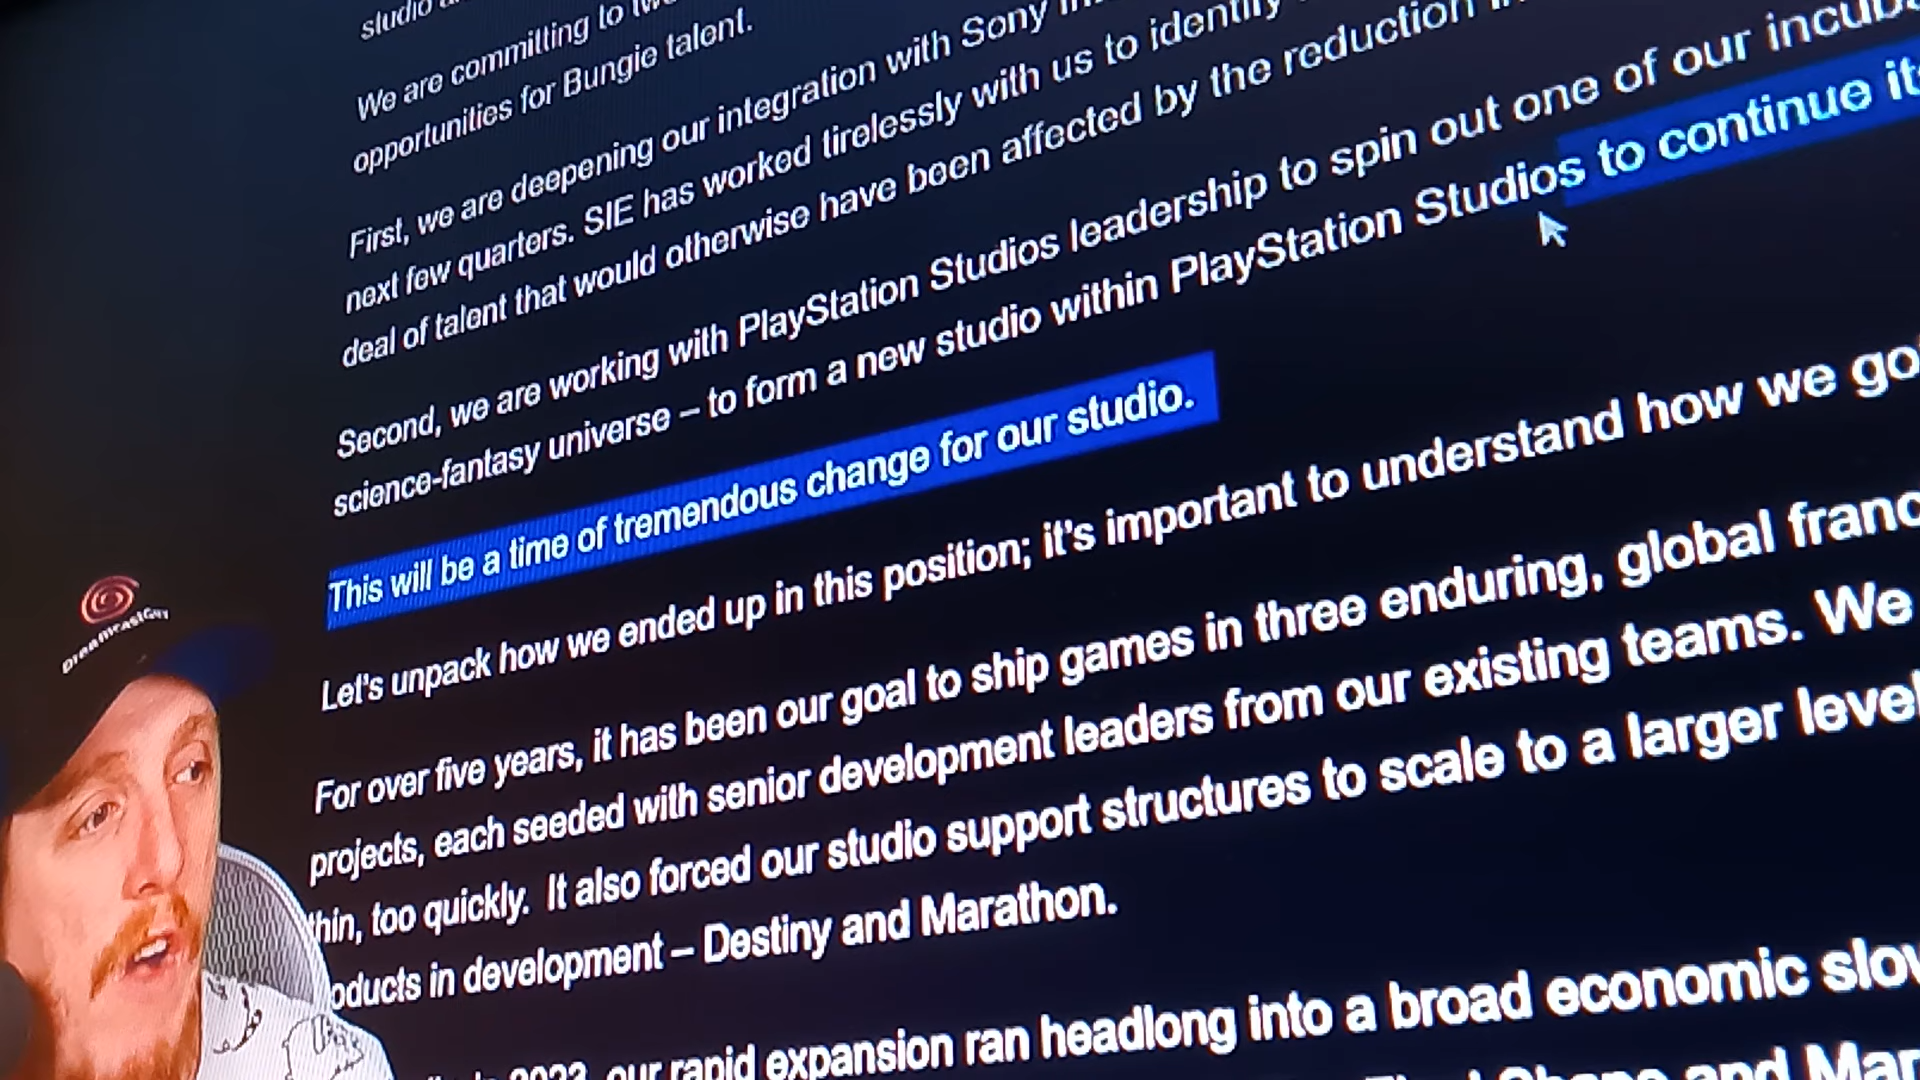 studio
We are committing to
opportunities for Bungie talent.
First, we are deepening our integration with Sony
next few quarters. SIE has worked tirelessly with us to identify
deal of talent that would otherwise have been affected by the reduction
Second, we are working with PlayStation Studios leadership to spin out one of our
science-fantasy universe – to form a new studio within PlayStation Studios to continue
This will be a time of tremendous change for our studio.
Let's unpack how we ended up in this position; it's important to understand how we
For over five years, it has been our goal to ship games in three enduring, global
projects, each seeded with senior development leaders from our existing teams. We
thin, too quickly. It also forced our studio support structures to scale to a larger level
oducts in development – Destiny and Marathon.
2023, our rapid expansion ran headlong into a broad economic
Shape and
DreamcastGuy